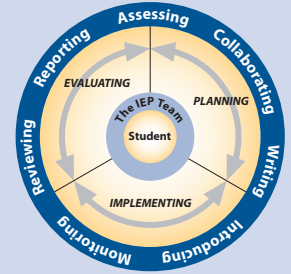 Assessing
Collaborating
Writing
Introducing
Monitoring
Reviewing
Reporting
EVALUATING
PLANNING
IMPLEMENTING
The IEP Team
Student